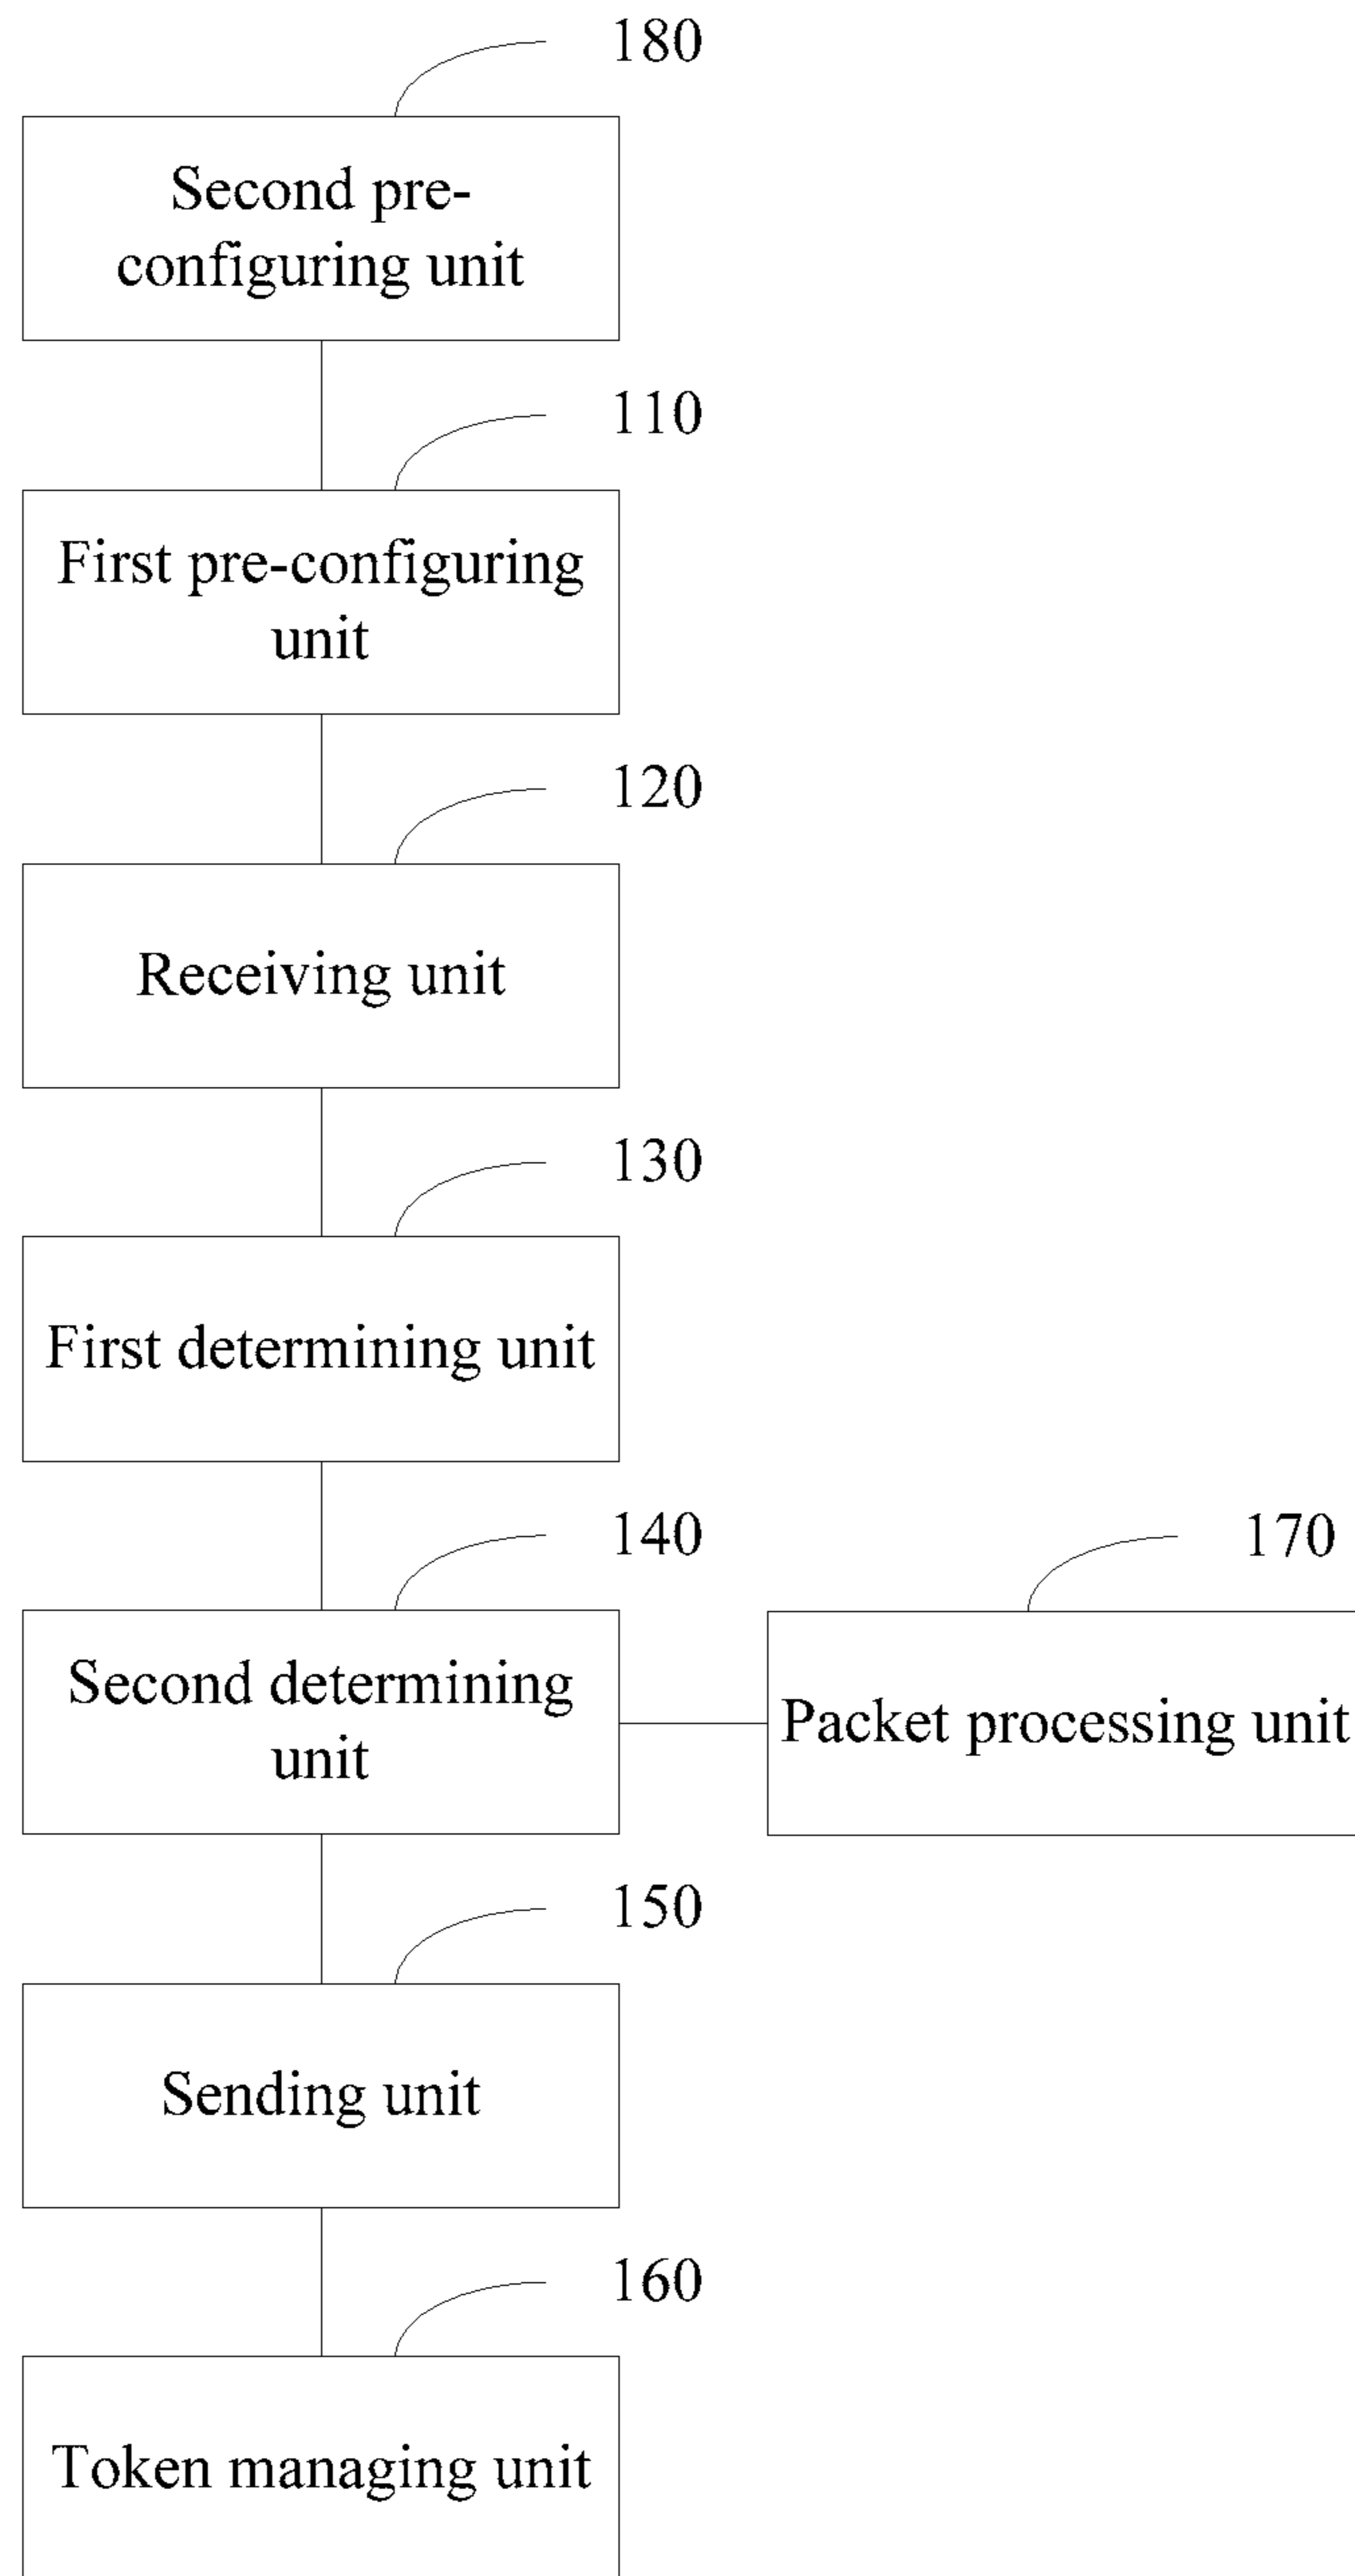 180
Second pre-
configuring unit
110
First pre-configuring
unit
120
Receiving unit
130
First determining unit
140
170
Second determining
unit
Packet processing unit
150
Sending unit
160
Token managing unit